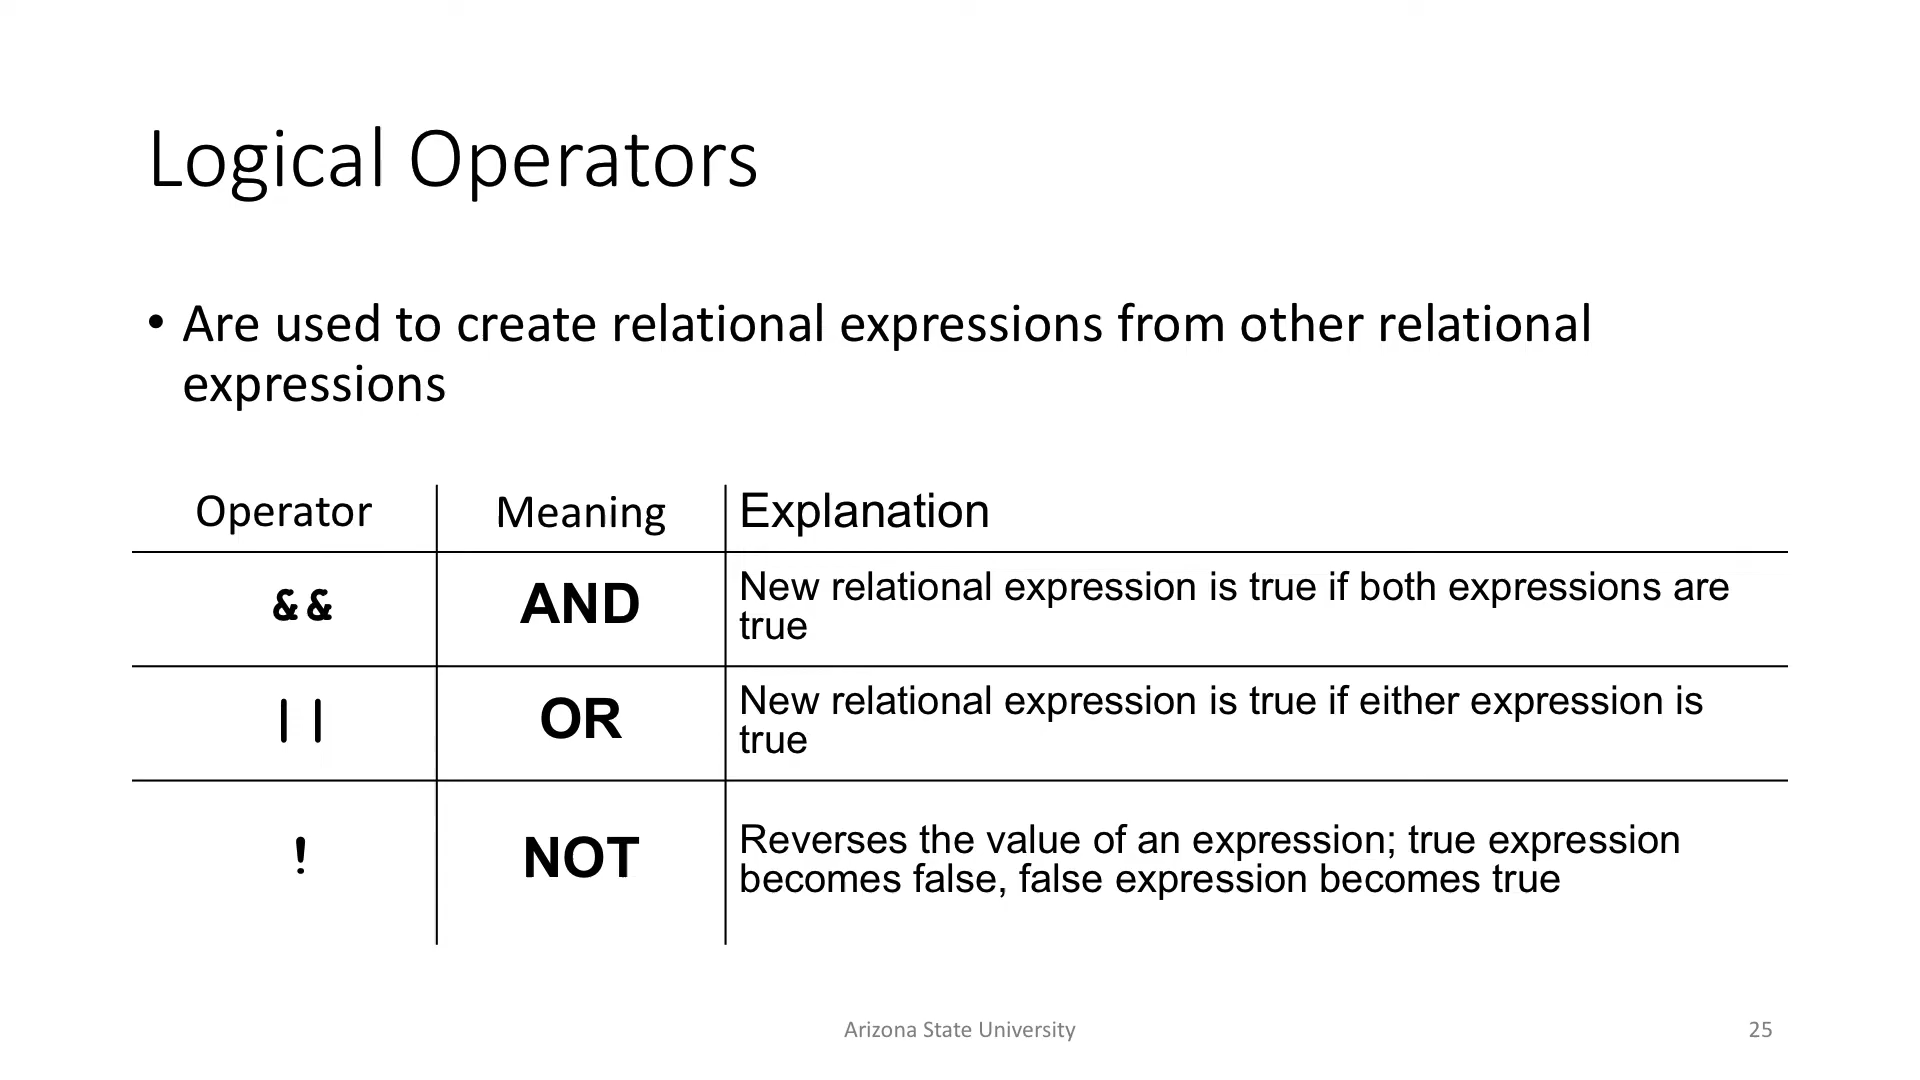 Logical Operators
• Are used to create relational expressions from other relational
expressions
Operator Meaning Explanation
&& AND New relational expression is true if both expressions are
true
|| OR New relational expression is true if either expression is
true
! NOT Reverses the value of an expression; true expression
becomes false, false expression becomes true
Arizona State University 25